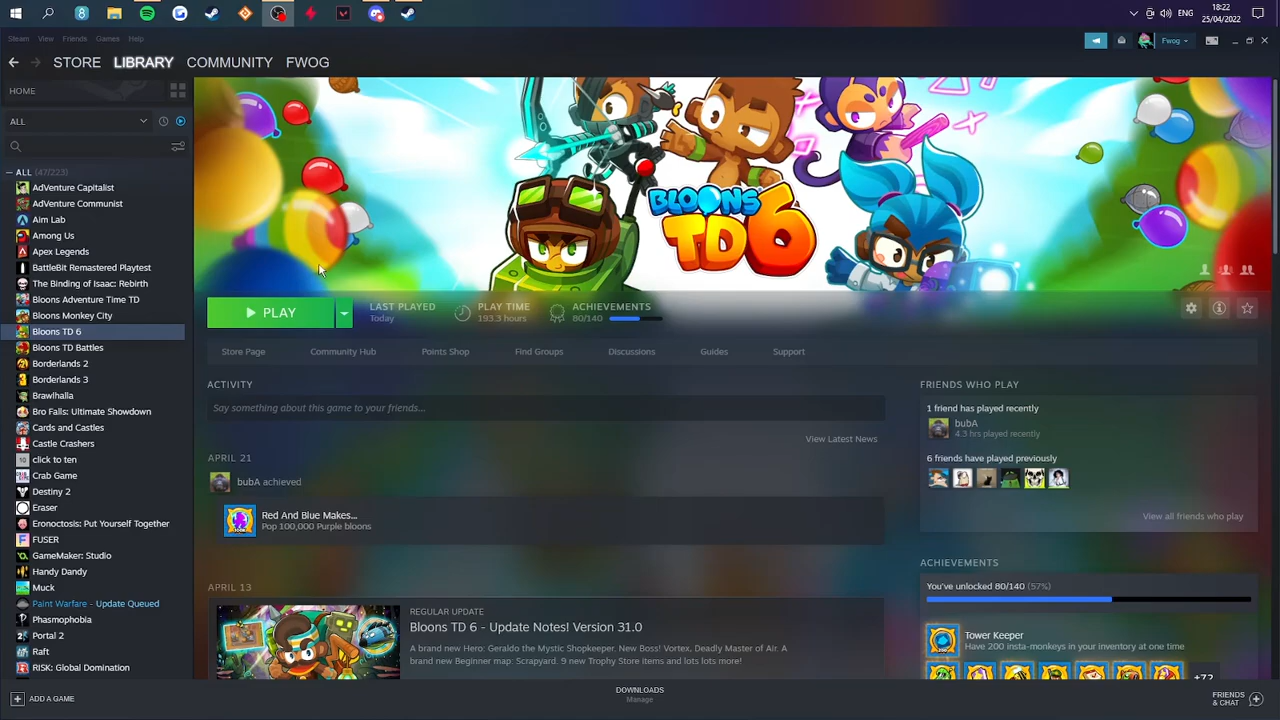 18:22
ENG
25/04/2022
Steam View Friends Games Help
Fwog
STORE LIBRARY COMMUNITY FWOG
HOME
ALL
ALL (47/223)
AdVenture Capitalist
AdVenture Communist
Aim Lab
Among Us
Apex Legends
BattleBit Remastered Playtest
The Binding of Isaac: Rebirth
Bloons Adventure Time TD
Bloons Monkey City
Bloons TD 6
Bloons TD Battles
Borderlands 2
Borderlands 3
Brawlhalla
Bro Falls: Ultimate Showdown
Cards and Castles
Castle Crashers
click to ten
Crab Game
Destiny 2
Eraser
Eronoctosis: Put Yourself Together
FUSER
GameMaker: Studio
Handy Dandy
Muck
Paint Warfare - Update Queued
Phasmophobia
Portal 2
Raft
RISK: Global Domination
ADD A GAME
BLOONS
TD 6
PLAY
LAST PLAYED
Today
PLAY TIME
193.3 hours
ACHIEVEMENTS
80/140
Store Page Community Hub Points Shop Find Groups Discussions Guides Support
ACTIVITY
Say something about this game to your friends...
View Latest News
APRIL 21
bubA achieved
Red And Blue Makes...
Pop 100,000 Purple bloons
APRIL 13
REGULAR UPDATE
Bloons TD 6 - Update Notes! Version 31.0
A brand new Hero: Geraldo the Mystic Shopkeeper. New Boss! Vortex, Deadly Master of Air. A
brand new Beginner map: Scrapyard. 9 new Trophy Store items and lots lots more!
FRIENDS WHO PLAY
1 friend has played recently
bubA
4.3 hrs played recently
6 friends have played previously
View all friends who play
ACHIEVEMENTS
You've unlocked 80/140 (57%)
Tower Keeper
Have 200 insta-monkeys in your inventory at one time
+72
DOWNLOADS
Manage
FRIENDS
& CHAT